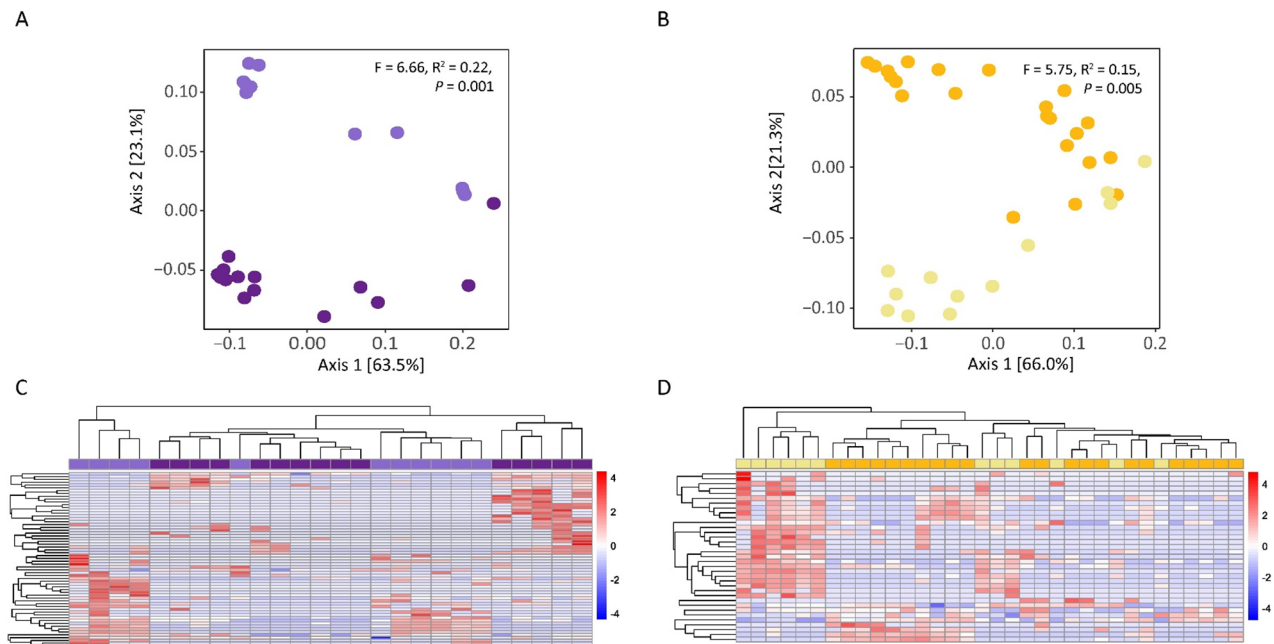 A
F = 6.66, R² = 0.22,
P = 0.001
0.10
0.05
0.00
−0.05
Axis 2 [23.1%]
−0.1
0.00
0.1
0.2
Axis 1 [63.5%]
B
F = 5.75, R² = 0.15,
P = 0.005
0.05
0.00
−0.05
−0.10
Axis 2 [21.3%]
−0.1
0.0
0.1
0.2
Axis 1 [66.0%]
C
4
2
0
-2
-4
D
4
2
0
-2
-4